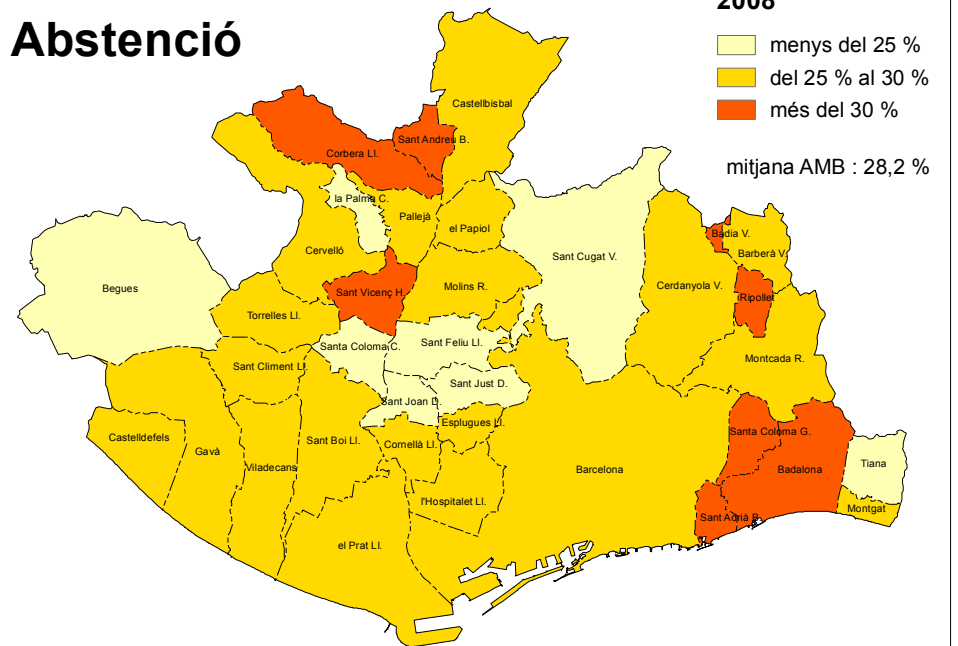 2008
Abstenció
menys del 25 %
del 25 % al 30 %
més del 30 %
mitjana AMB : 28,2 %
Castellbisbal
Sant Andreu B.
Corbera Ll.
la Palma C.
Pallejà
el Papiol
Cervelló
Badia V.
Barberà V.
Sant Cugat V.
Begues
Sant Vicenç H.
Molins R.
Cerdanyola V.
Ripollet
Torrelles Ll.
Santa Coloma C.
Sant Feliu Ll.
Montcada R.
Sant Climent Ll.
Sant Just D.
Sant Joan D.
Esplugues Ll.
Castelldefels
Gavà
Viladecans
Sant Boi Ll.
Cornellà Ll.
Santa Coloma G.
Barcelona
Badalona
Tiana
l'Hospitalet Ll.
Montgat
Sant Adrià B.
el Prat Ll.